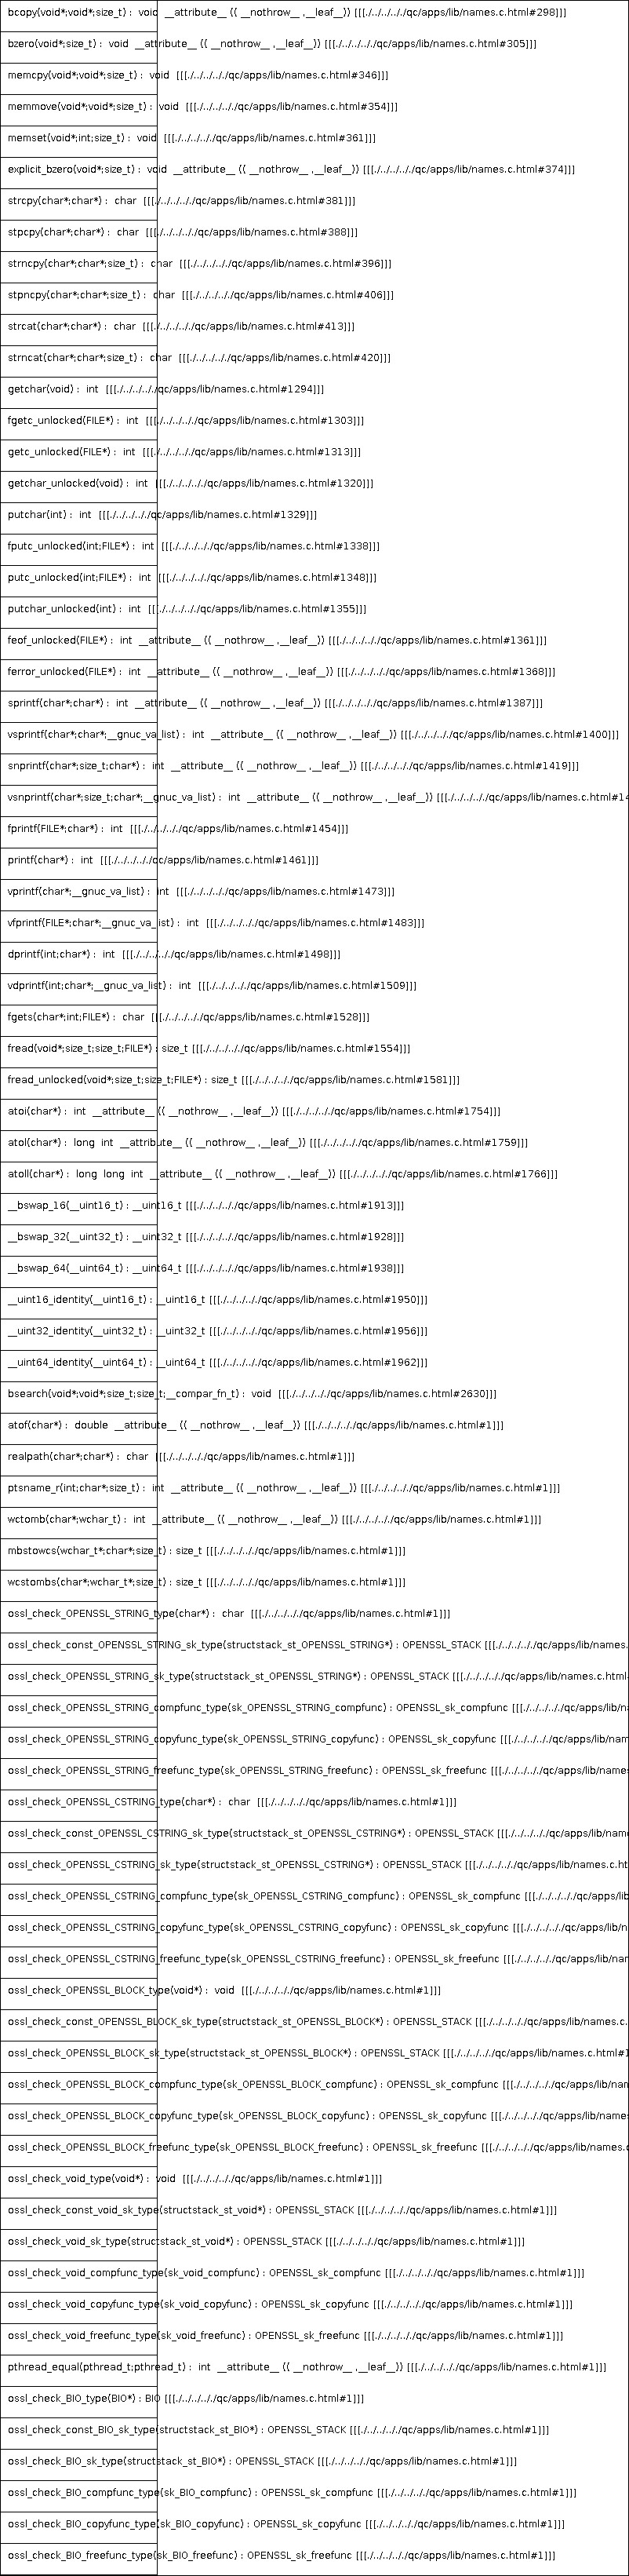 bcopy(void*;void*;size_t) : void __attribute__ (( __nothrow__ ,__leaf__)) [[[./../../../../qc/apps/lib/names.c.html#298]]]
bzero(void*;size_t) : void __attribute__ (( __nothrow__ ,__leaf__)) [[[./../../../../qc/apps/lib/names.c.html#305]]]
memcpy(void*;void*;size_t) : void [[[./../../../../qc/apps/lib/names.c.html#346]]]
memmove(void*;void*;size_t) : void [[[./../../../../qc/apps/lib/names.c.html#354]]]
memset(void*;int;size_t) : void [[[./../../../../qc/apps/lib/names.c.html#361]]]
explicit_bzero(void*;size_t) : void __attribute__ (( __nothrow__ ,__leaf__)) [[[./../../../../qc/apps/lib/names.c.html#374]]]
strcpy(char*;char*) : char [[[./../../../../qc/apps/lib/names.c.html#381]]]
stpcpy(char*;char*) : char [[[./../../../../qc/apps/lib/names.c.html#388]]]
strncpy(char*;char*;size_t) : char [[[./../../../../qc/apps/lib/names.c.html#396]]]
stpncpy(char*;char*;size_t) : char [[[./../../../../qc/apps/lib/names.c.html#406]]]
strcat(char*;char*) : char [[[./../../../../qc/apps/lib/names.c.html#413]]]
strncat(char*;char*;size_t) : char [[[./../../../../qc/apps/lib/names.c.html#420]]]
getchar(void) : int [[[./../../../../qc/apps/lib/names.c.html#1294]]]
fgetc_unlocked(FILE*) : int [[[./../../../../qc/apps/lib/names.c.html#1303]]]
getc_unlocked(FILE*) : int [[[./../../../../qc/apps/lib/names.c.html#1313]]]
getchar_unlocked(void) : int [[[./../../../../qc/apps/lib/names.c.html#1320]]]
putchar(int) : int [[[./../../../../qc/apps/lib/names.c.html#1329]]]
fputc_unlocked(int;FILE*) : int [[[./../../../../qc/apps/lib/names.c.html#1338]]]
putc_unlocked(int;FILE*) : int [[[./../../../../qc/apps/lib/names.c.html#1348]]]
putchar_unlocked(int) : int [[[./../../../../qc/apps/lib/names.c.html#1355]]]
feof_unlocked(FILE*) : int __attribute__ (( __nothrow__ ,__leaf__)) [[[./../../../../qc/apps/lib/names.c.html#1361]]]
ferror_unlocked(FILE*) : int __attribute__ (( __nothrow__ ,__leaf__)) [[[./../../../../qc/apps/lib/names.c.html#1368]]]
sprintf(char*;char*) : int __attribute__ (( __nothrow__ ,__leaf__)) [[[./../../../../qc/apps/lib/names.c.html#1387]]]
vsprintf(char*;char*;__gnuc_va_list) : int __attribute__ (( __nothrow__ ,__leaf__)) [[[./../../../../qc/apps/lib/names.c.html#1400]]]
snprintf(char*;size_t;char*) : int __attribute__ (( __nothrow__ ,__leaf__)) [[[./../../../../qc/apps/lib/names.c.html#1419]]]
vsnprintf(char*;size_t;char*;__gnuc_va_list) : int __attribute__ (( __nothrow__ ,__leaf__)) [[[./../../../../qc/apps/lib/names.c.html#14
fprintf(FILE*;char*) : int [[[./../../../../qc/apps/lib/names.c.html#1454]]]
printf(char*) : int [[[./../../../../qc/apps/lib/names.c.html#1461]]]
vprintf(char*;__gnuc_va_list) : int [[[./../../../../qc/apps/lib/names.c.html#1473]]]
vfprintf(FILE*;char*;__gnuc_va_list) : int [[[./../../../../qc/apps/lib/names.c.html#1483]]]
dprintf(int;char*) : int [[[./../../../../qc/apps/lib/names.c.html#1498]]]
vdprintf(int;char*;__gnuc_va_list) : int [[[./../../../../qc/apps/lib/names.c.html#1509]]]
fgets(char*;int;FILE*) : char [[[./../../../../qc/apps/lib/names.c.html#1528]]]
fread(void*;size_t;size_t;FILE*) : size_t [[[./../../../../qc/apps/lib/names.c.html#1554]]]
fread_unlocked(void*;size_t;size_t;FILE*) : size_t [[[./../../../../qc/apps/lib/names.c.html#1581]]]
atoi(char*) : int __attribute__ (( __nothrow__ ,__leaf__)) [[[./../../../../qc/apps/lib/names.c.html#1754]]]
atol(char*) : long int __attribute__ (( __nothrow__ ,__leaf__)) [[[./../../../../qc/apps/lib/names.c.html#1759]]]
atoll(char*) : long long int __attribute__ (( __nothrow__ ,__leaf__)) [[[./../../../../qc/apps/lib/names.c.html#1766]]]
__bswap_16(__uint16_t) : __uint16_t [[[./../../../../qc/apps/lib/names.c.html#1913]]]
__bswap_32(__uint32_t) : __uint32_t [[[./../../../../qc/apps/lib/names.c.html#1928]]]
__bswap_64(__uint64_t) : __uint64_t [[[./../../../../qc/apps/lib/names.c.html#1938]]]
__uint16_identity(__uint16_t) : __uint16_t [[[./../../../../qc/apps/lib/names.c.html#1950]]]
__uint32_identity(__uint32_t) : __uint32_t [[[./../../../../qc/apps/lib/names.c.html#1956]]]
__uint64_identity(__uint64_t) : __uint64_t [[[./../../../../qc/apps/lib/names.c.html#1962]]]
bsearch(void*;void*;size_t;size_t;__compar_fn_t) : void [[[./../../../../qc/apps/lib/names.c.html#2630]]]
atof(char*) : double __attribute__ (( __nothrow__ ,__leaf__)) [[[./../../../../qc/apps/lib/names.c.html#1]]]
realpath(char*;char*) : char [[[./../../../../qc/apps/lib/names.c.html#1]]]
ptsname_r(int;char*;size_t) : int __attribute__ (( __nothrow__ ,__leaf__)) [[[./../../../../qc/apps/lib/names.c.html#1]]]
wctomb(char*;wchar_t) : int __attribute__ (( __nothrow__ ,__leaf__)) [[[./../../../../qc/apps/lib/names.c.html#1]]]
mbstowcs(wchar_t*;char*;size_t) : size_t [[[./../../../../qc/apps/lib/names.c.html#1]]]
wcstombs(char*;wchar_t*;size_t) : size_t [[[./../../../../qc/apps/lib/names.c.html#1]]]
ossl_check_OPENSSL_STRING_type(char*) : char [[[./../../../../qc/apps/lib/names.c.html#1]]]
ossl_check_const_OPENSSL_STRING_sk_type(structstack_st_OPENSSL_STRING*) : OPENSSL_STACK [[[./../../../../qc/apps/lib/names.
ossl_check_OPENSSL_STRING_sk_type(structstack_st_OPENSSL_STRING*) : OPENSSL_STACK [[[./../../../../qc/apps/lib/names.c.html
ossl_check_OPENSSL_STRING_compfunc_type(sk_OPENSSL_STRING_compfunc) : OPENSSL_sk_compfunc [[[./../../../../qc/apps/lib/n
ossl_check_OPENSSL_STRING_copyfunc_type(sk_OPENSSL_STRING_copyfunc) : OPENSSL_sk_copyfunc [[[./../../../../qc/apps/lib/nam
ossl_check_OPENSSL_STRING_freefunc_type(sk_OPENSSL_STRING_freefunc) : OPENSSL_sk_freefunc [[[./../../../../qc/apps/lib/names
ossl_check_OPENSSL_CSTRING_type(char*) : char [[[./../../../../qc/apps/lib/names.c.html#1]]]
ossl_check_const_OPENSSL_CSTRING_sk_type(structstack_st_OPENSSL_CSTRING*) : OPENSSL_STACK [[[./../../../../qc/apps/lib/name
ossl_check_OPENSSL_CSTRING_sk_type(structstack_st_OPENSSL_CSTRING*) : OPENSSL_STACK [[[./../../../../qc/apps/lib/names.c.ht
ossl_check_OPENSSL_CSTRING_compfunc_type(sk_OPENSSL_CSTRING_compfunc) : OPENSSL_sk_compfunc [[[./../../../../qc/apps/lib
ossl_check_OPENSSL_CSTRING_copyfunc_type(sk_OPENSSL_CSTRING_copyfunc) : OPENSSL_sk_copyfunc [[[./../../../../qc/apps/lib/n
ossl_check_OPENSSL_CSTRING_freefunc_type(sk_OPENSSL_CSTRING_freefunc) : OPENSSL_sk_freefunc [[[./../../../../qc/apps/lib/nam
ossl_check_OPENSSL_BLOCK_type(void*) : void [[[./../../../../qc/apps/lib/names.c.html#1]]]
ossl_check_const_OPENSSL_BLOCK_sk_type(structstack_st_OPENSSL_BLOCK*) : OPENSSL_STACK [[[./../../../../qc/apps/lib/names.c.
ossl_check_OPENSSL_BLOCK_sk_type(structstack_st_OPENSSL_BLOCK*) : OPENSSL_STACK [[[./../../../../qc/apps/lib/names.c.html#1
ossl_check_OPENSSL_BLOCK_compfunc_type(sk_OPENSSL_BLOCK_compfunc) : OPENSSL_sk_compfunc [[[./../../../../qc/apps/lib/nam
ossl_check_OPENSSL_BLOCK_copyfunc_type(sk_OPENSSL_BLOCK_copyfunc) : OPENSSL_sk_copyfunc [[[./../../../../qc/apps/lib/names
ossl_check_OPENSSL_BLOCK_freefunc_type(sk_OPENSSL_BLOCK_freefunc) : OPENSSL_sk_freefunc [[[./../../../../qc/apps/lib/names.c
ossl_check_void_type(void*) : void [[[./../../../../qc/apps/lib/names.c.html#1]]]
ossl_check_const_void_sk_type(structstack_st_void*) : OPENSSL_STACK [[[./../../../../qc/apps/lib/names.c.html#1]]]
ossl_check_void_sk_type(structstack_st_void*) : OPENSSL_STACK [[[./../../../../qc/apps/lib/names.c.html#1]]]
ossl_check_void_compfunc_type(sk_void_compfunc) : OPENSSL_sk_compfunc [[[./../../../../qc/apps/lib/names.c.html#1]]]
ossl_check_void_copyfunc_type(sk_void_copyfunc) : OPENSSL_sk_copyfunc [[[./../../../../qc/apps/lib/names.c.html#1]]]
ossl_check_void_freefunc_type(sk_void_freefunc) : OPENSSL_sk_freefunc [[[./../../../../qc/apps/lib/names.c.html#1]]]
pthread_equal(pthread_t;pthread_t) : int __attribute__ (( __nothrow__ ,__leaf__)) [[[./../../../../qc/apps/lib/names.c.html#1]]]
ossl_check_BIO_type(BIO*) : BIO [[[./../../../../qc/apps/lib/names.c.html#1]]]
ossl_check_const_BIO_sk_type(structstack_st_BIO*) : OPENSSL_STACK [[[./../../../../qc/apps/lib/names.c.html#1]]]
ossl_check_BIO_sk_type(structstack_st_BIO*) : OPENSSL_STACK [[[./../../../../qc/apps/lib/names.c.html#1]]]
ossl_check_BIO_compfunc_type(sk_BIO_compfunc) : OPENSSL_sk_compfunc [[[./../../../../qc/apps/lib/names.c.html#1]]]
ossl_check_BIO_copyfunc_type(sk_BIO_copyfunc) : OPENSSL_sk_copyfunc [[[./../../../../qc/apps/lib/names.c.html#1]]]
ossl_check_BIO_freefunc_type(sk_BIO_freefunc) : OPENSSL_sk_freefunc [[[./../../../../qc/apps/lib/names.c.html#1]]]